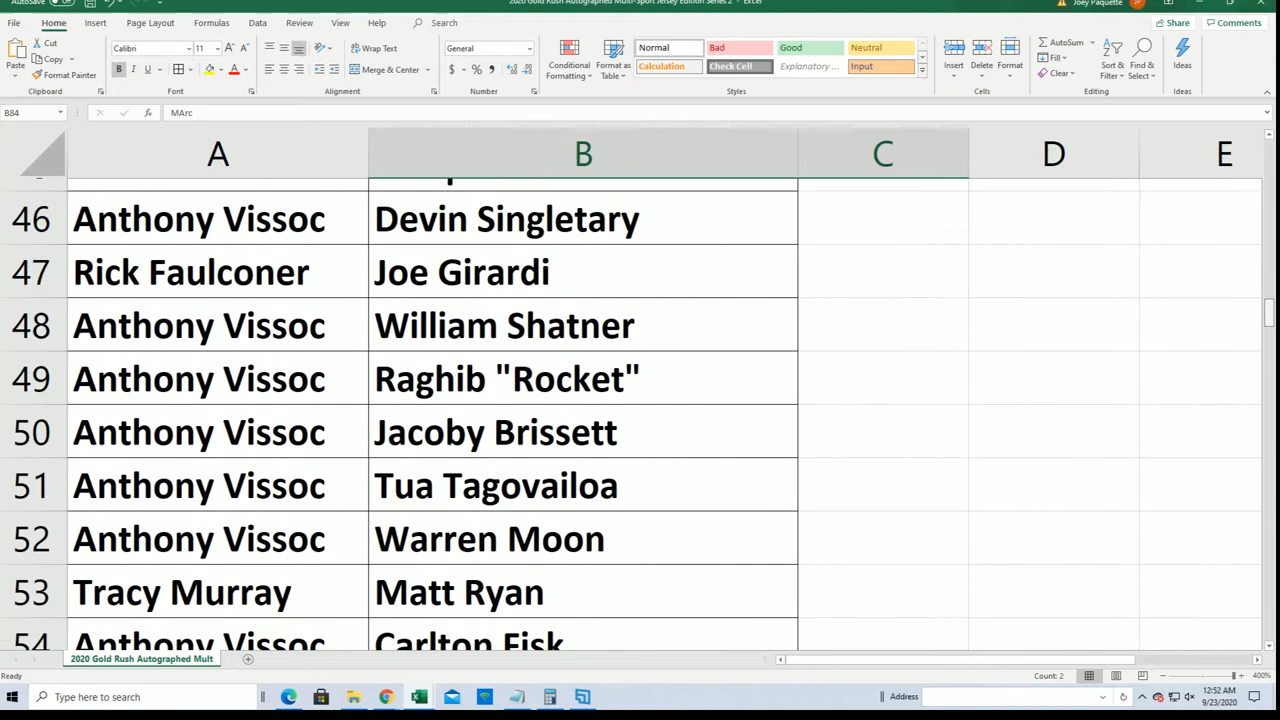 AutoSave Off 2020 Gold Rush Autographed Multi-Sport Jersey Edition Series 2 - Excel Joey Paquette JP
File Home Insert Page Layout Formulas Data Review View Help Search Share Comments
Cut Calibri 11 Wrap Text General Normal Bad Good Neutral AutoSum
Copy Fill
Paste Format Painter B I U Merge & Center $ % Conditional Formatting Format as Table Calculation Check Cell Explanatory ... Input Insert Delete Format Clear Sort & Filter Find & Select Ideas
Clipboard Font Alignment Number Styles Cells Editing Ideas
B84 fx MArc
A B C D E
46 Anthony Vissoc Devin Singletary
47 Rick Faulconer Joe Girardi
48 Anthony Vissoc William Shatner
49 Anthony Vissoc Raghib "Rocket"
50 Anthony Vissoc Jacoby Brissett
51 Anthony Vissoc Tua Tagovailoa
52 Anthony Vissoc Warren Moon
53 Tracy Murray Matt Ryan
54 Anthony Vissoc Carlton Fisk
2020 Gold Rush Autographed Mult
Ready Count: 2 400%
Type here to search Address 12:52 AM
9/23/2020